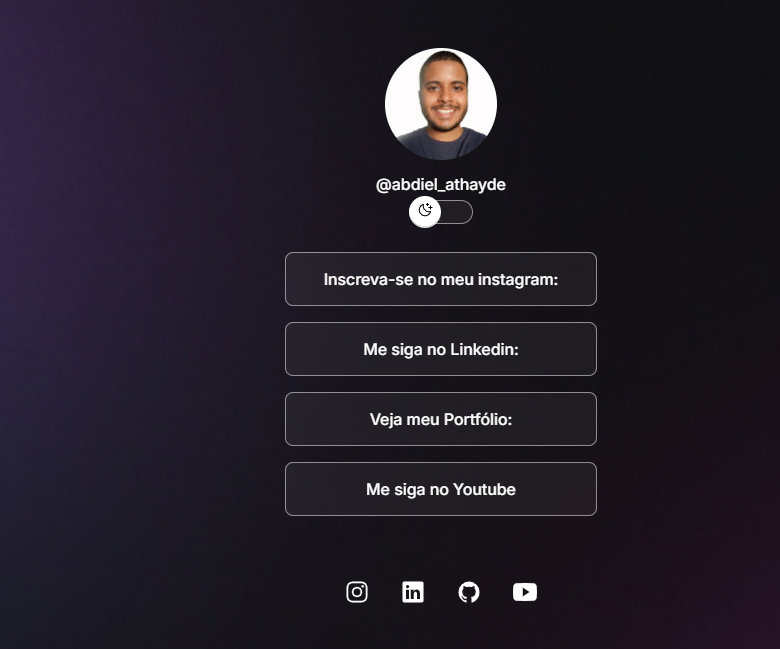 @abdiel_athayde
Inscreva-se no meu instagram:
Me siga no Linkedin:
Veja meu Portfólio:
Me siga no Youtube